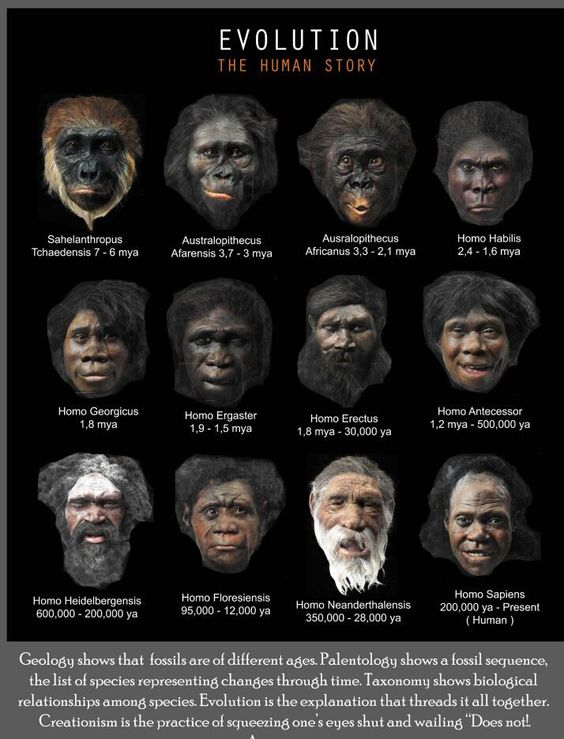 EVOLUTION
THE HUMAN STORY
Sahelanthropus
Tchaedensis 7 - 6 mya
Australopithecus
Afarensis 3,7 - 3 mya
Ausralopithecus
Africanus 3,3 - 2,1 mya
Homo Habilis
2,4 - 1,6 mya
Homo Georgicus
1,8 mya
Homo Ergaster
1,9 - 1,5 mya
Homo Erectus
1,8 mya - 30,000 ya
Homo Antecessor
1,2 mya - 500,000 ya
Homo Heidelbergensis
600,000 - 200,000 ya
Homo Floresiensis
95,000 - 12,000 ya
Homo Neanderthalensis
350,000 - 28,000 ya
Homo Sapiens
200,000 ya - Present
( Human )
Geology shows that fossils are of different ages. Palentology shows a fossil sequence,
the list of species representing changes through time. Taxonomy shows biological
relationships among species. Evolution is the explanation that threads it all together.
Creationism is the practice of squeezing one's eyes shut and wailing "Does not!.